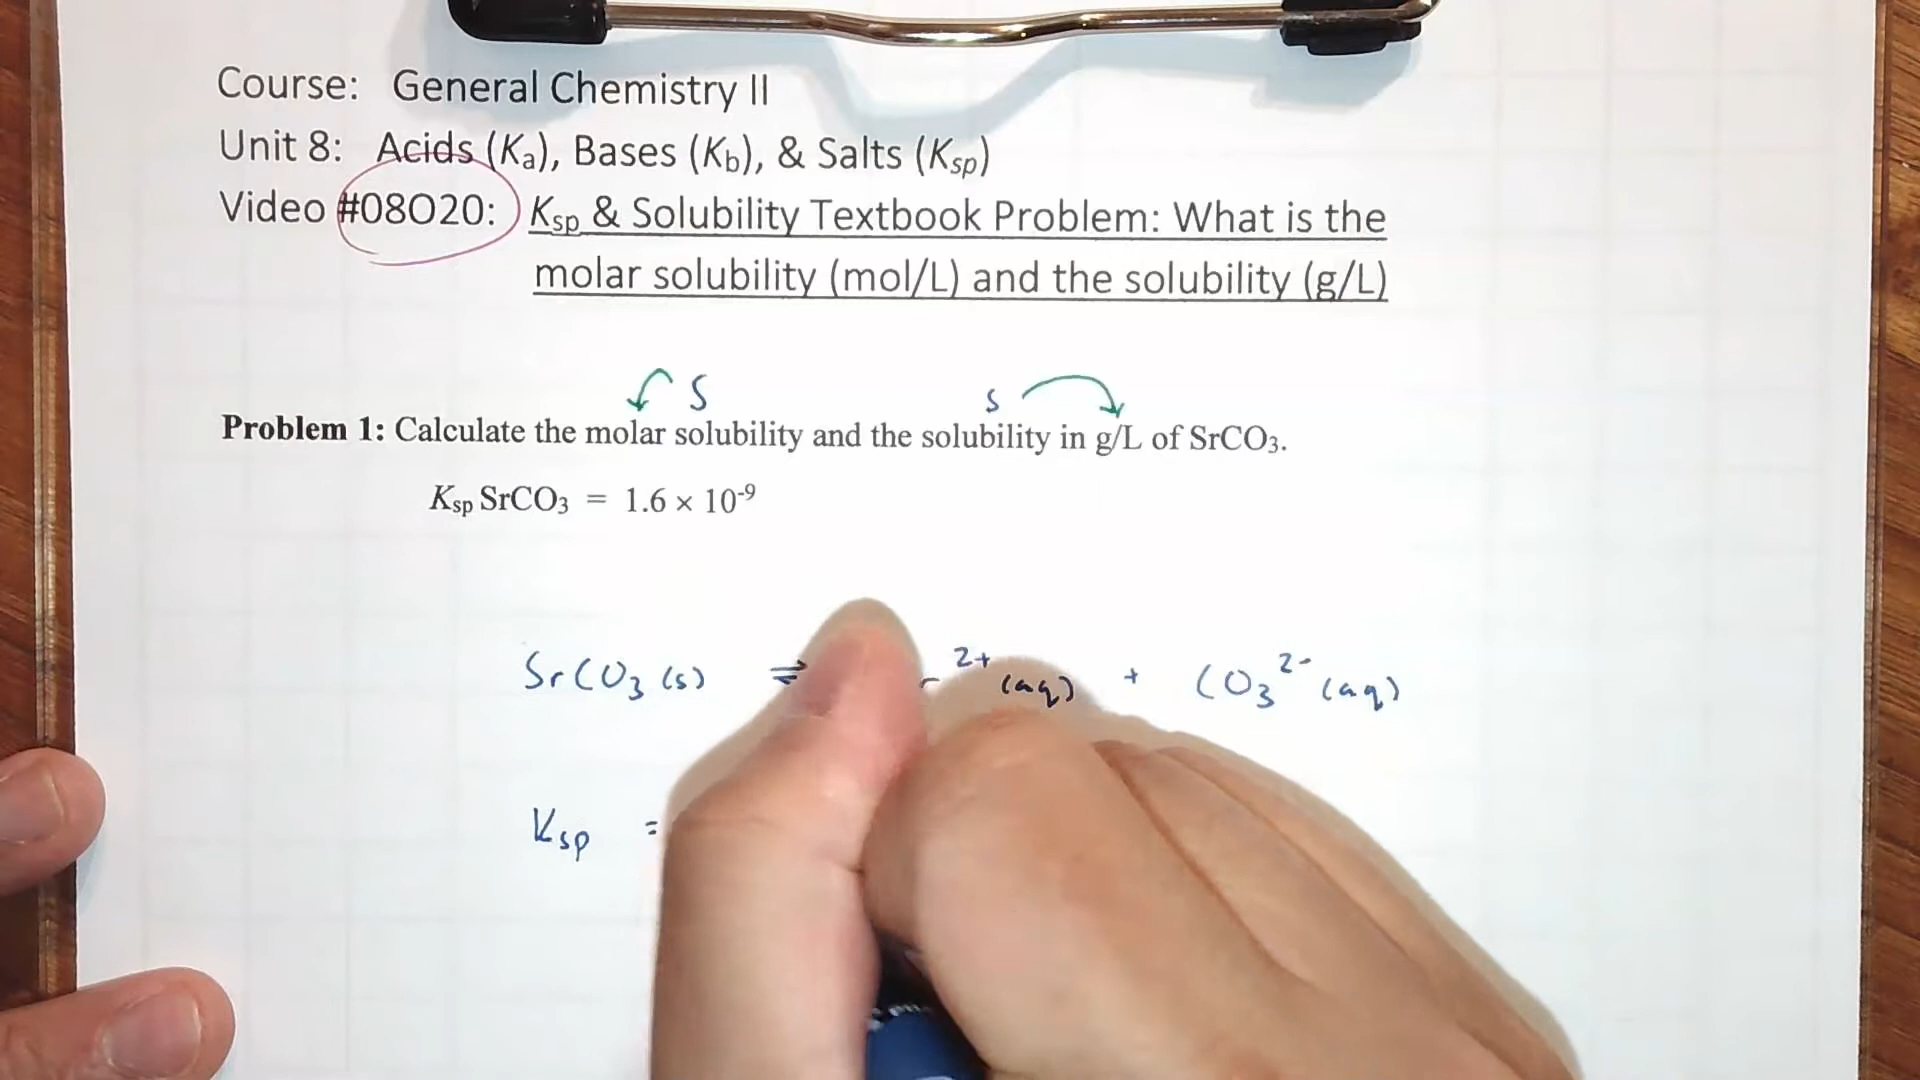 Course: General Chemistry II
Unit 8: Acids (Ka), Bases (Kb), & Salts (Ksp)
Video #08O20: Ksp & Solubility Textbook Problem: What is the
molar solubility (mol/L) and the solubility (g/L)
S s
Problem 1: Calculate the molar solubility and the solubility in g/L of SrCO3.
Ksp SrCO3 = 1.6 × 10-9
SrCO3 (s) ⇌ 2+ (aq) + CO3 2- (aq)
Ksp =